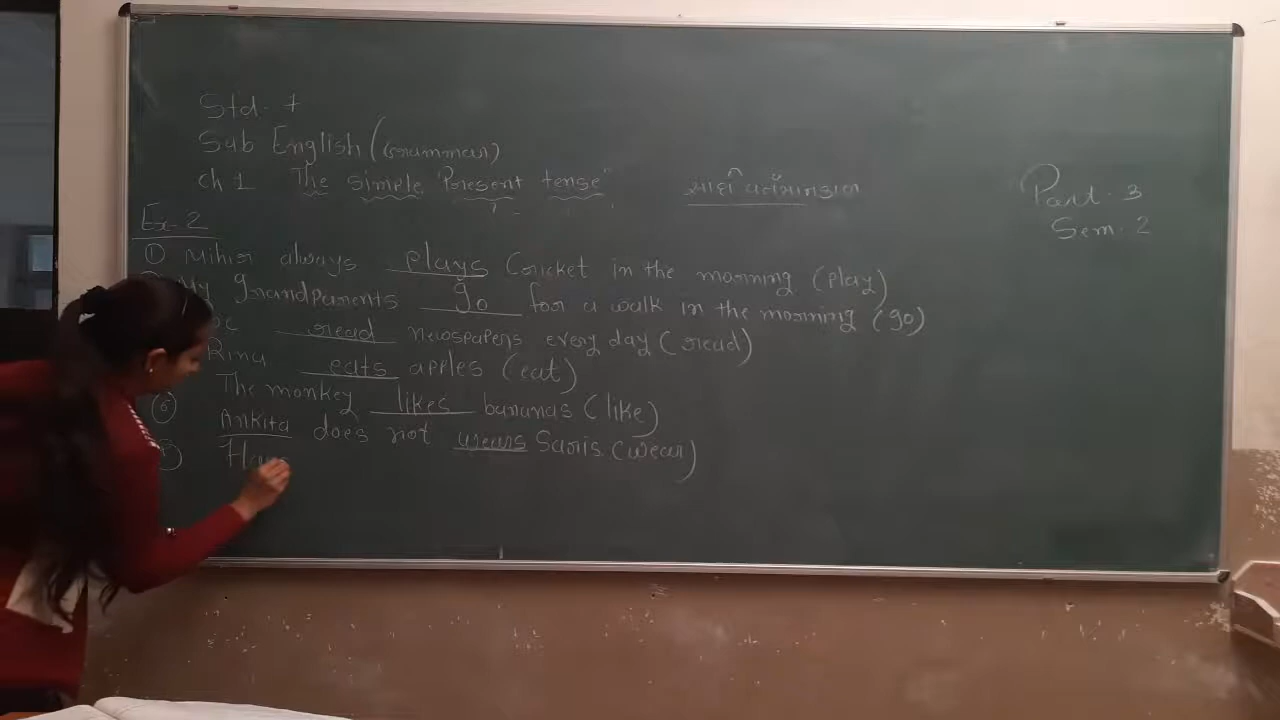 Std. 7
Sub English (Grammar)
Ch 1 The simple Present tense" સાદો વર્તમાનકાળ
Part. 3
Sem. 2
Ex-2
① Mihir always plays Cricket in the morning (play)
My grandparents go for a walk in the morning (go)
read newspapers every day (read)
Rina eats apples (eat)
The monkey likes bananas (like)
⑥ Ankita does not wears Saris (wear)